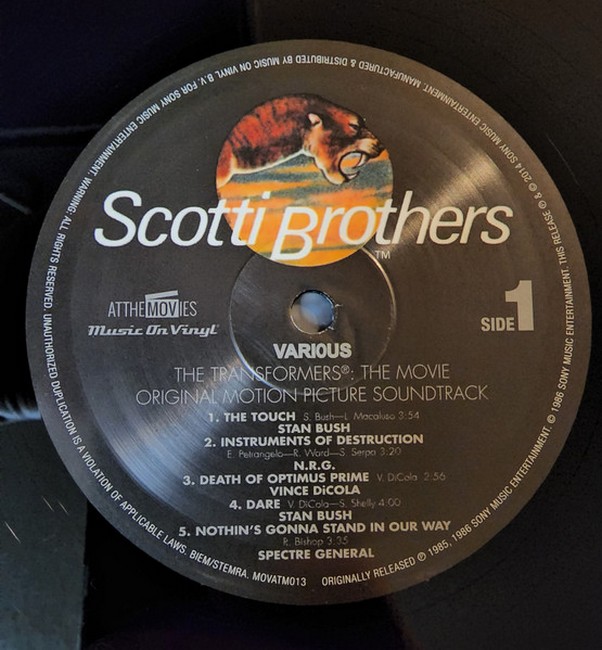 Scotti Brothers
TM
AT THE MOVIES
Music On Vinyl®
SIDE 1
VARIOUS
THE TRANSFORMERS®: THE MOVIE
ORIGINAL MOTION PICTURE SOUNDTRACK
1. THE TOUCH S. Bush—L. Macaluso 3:54
STAN BUSH
2. INSTRUMENTS OF DESTRUCTION
E. Petrangelo—R. Ward—S. Serpa 3:20
N.R.G.
3. DEATH OF OPTIMUS PRIME V. DiCola 2:56
VINCE DiCOLA
4. DARE V. DiCola—S. Shelly 4:00
STAN BUSH
5. NOTHIN'S GONNA STAND IN OUR WAY
R. Bishop 3:35
SPECTRE GENERAL
ORIGINALLY RELEASED ℗ 1985, 1986 SONY MUSIC ENTERTAINMENT. © 1986 SONY MUSIC ENTERTAINMENT. THIS RELEASE ℗ & © 2014 SONY MUSIC ENTERTAINMENT. MANUFACTURED & DISTRIBUTED BY MUSIC ON VINYL B.V. FOR SONY MUSIC ENTERTAINMENT. WARNING: ALL RIGHTS RESERVED. UNAUTHORIZED DUPLICATION IS A VIOLATION OF APPLICABLE LAWS. BIEM/STEMRA. MOVATM013